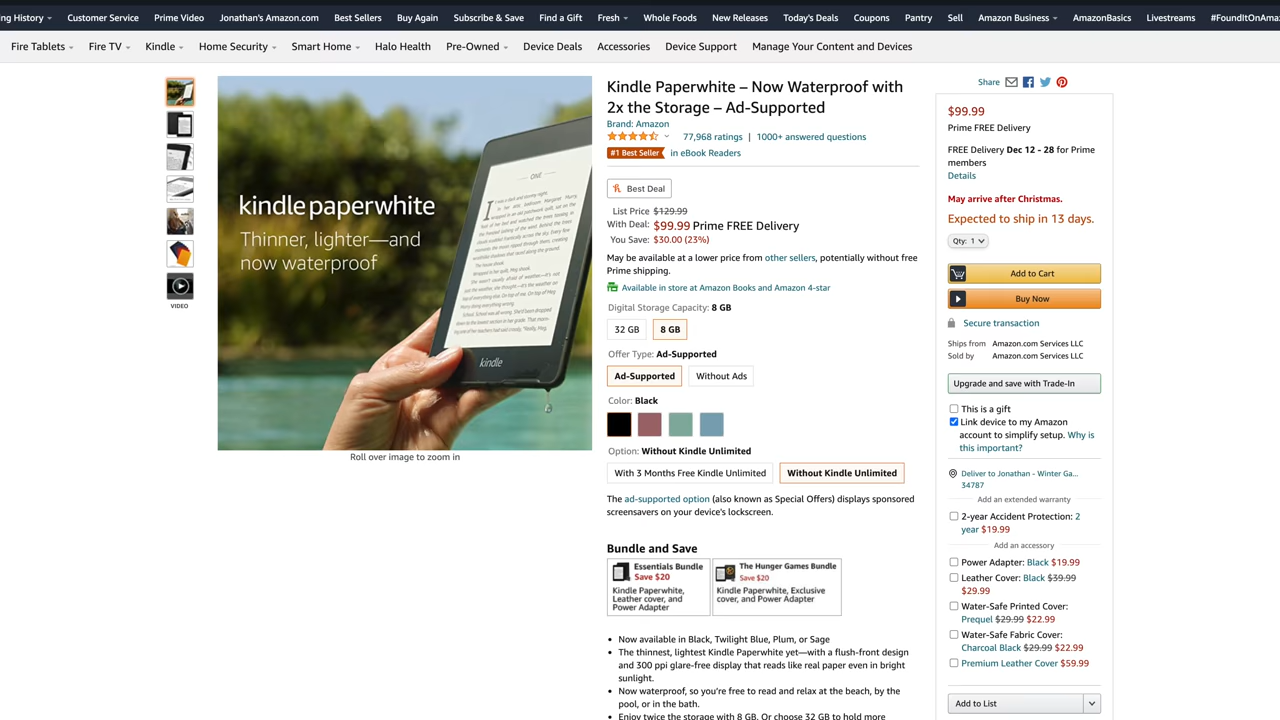 ng History
Customer Service
Prime Video
Jonathan's Amazon.com
Best Sellers
Buy Again
Subscribe & Save
Find a Gift
Fresh
Whole Foods
New Releases
Today's Deals
Coupons
Pantry
Sell
Amazon Business
AmazonBasics
Livestreams
#FoundItOnAma
Fire Tablets
Fire TV
Kindle
Home Security
Smart Home
Halo Health
Pre-Owned
Device Deals
Accessories
Device Support
Manage Your Content and Devices
VIDEO
kindle paperwhite
Thinner, lighter—and
now waterproof
ONE
kindle
Roll over image to zoom in
Kindle Paperwhite – Now Waterproof with
2x the Storage – Ad-Supported
Brand: Amazon
77,968 ratings | 1000+ answered questions
#1 Best Seller in eBook Readers
Best Deal
List Price $129.99
With Deal: $99.99 Prime FREE Delivery
You Save: $30.00 (23%)
May be available at a lower price from other sellers, potentially without free
Prime shipping.
Available in store at Amazon Books and Amazon 4-star
Digital Storage Capacity: 8 GB
32 GB
8 GB
Offer Type: Ad-Supported
Ad-Supported
Without Ads
Color: Black
Option: Without Kindle Unlimited
With 3 Months Free Kindle Unlimited
Without Kindle Unlimited
The ad-supported option (also known as Special Offers) displays sponsored
screensavers on your device's lockscreen.
Bundle and Save
Essentials Bundle
Save $20
Kindle Paperwhite,
Leather cover, and
Power Adapter
The Hunger Games Bundle
Save $20
Kindle Paperwhite, Exclusive
cover, and Power Adapter
• Now available in Black, Twilight Blue, Plum, or Sage
• The thinnest, lightest Kindle Paperwhite yet—with a flush-front design
and 300 ppi glare-free display that reads like real paper even in bright
sunlight.
• Now waterproof, so you're free to read and relax at the beach, by the
pool, or in the bath.
• Enjoy twice the storage with 8 GB. Or choose 32 GB to hold more
Share
$99.99
Prime FREE Delivery
FREE Delivery Dec 12 - 28 for Prime
members
Details
May arrive after Christmas.
Expected to ship in 13 days.
Qty: 1
Add to Cart
Buy Now
Secure transaction
Ships from Amazon.com Services LLC
Sold by Amazon.com Services LLC
Upgrade and save with Trade-In
This is a gift
Link device to my Amazon
account to simplify setup. Why is
this important?
Deliver to Jonathan - Winter Ga...
34787
Add an extended warranty
2-year Accident Protection: 2
year $19.99
Add an accessory
Power Adapter: Black $19.99
Leather Cover: Black $39.99
$29.99
Water-Safe Printed Cover:
Prequel $29.99 $22.99
Water-Safe Fabric Cover:
Charcoal Black $29.99 $22.99
Premium Leather Cover $59.99
Add to List